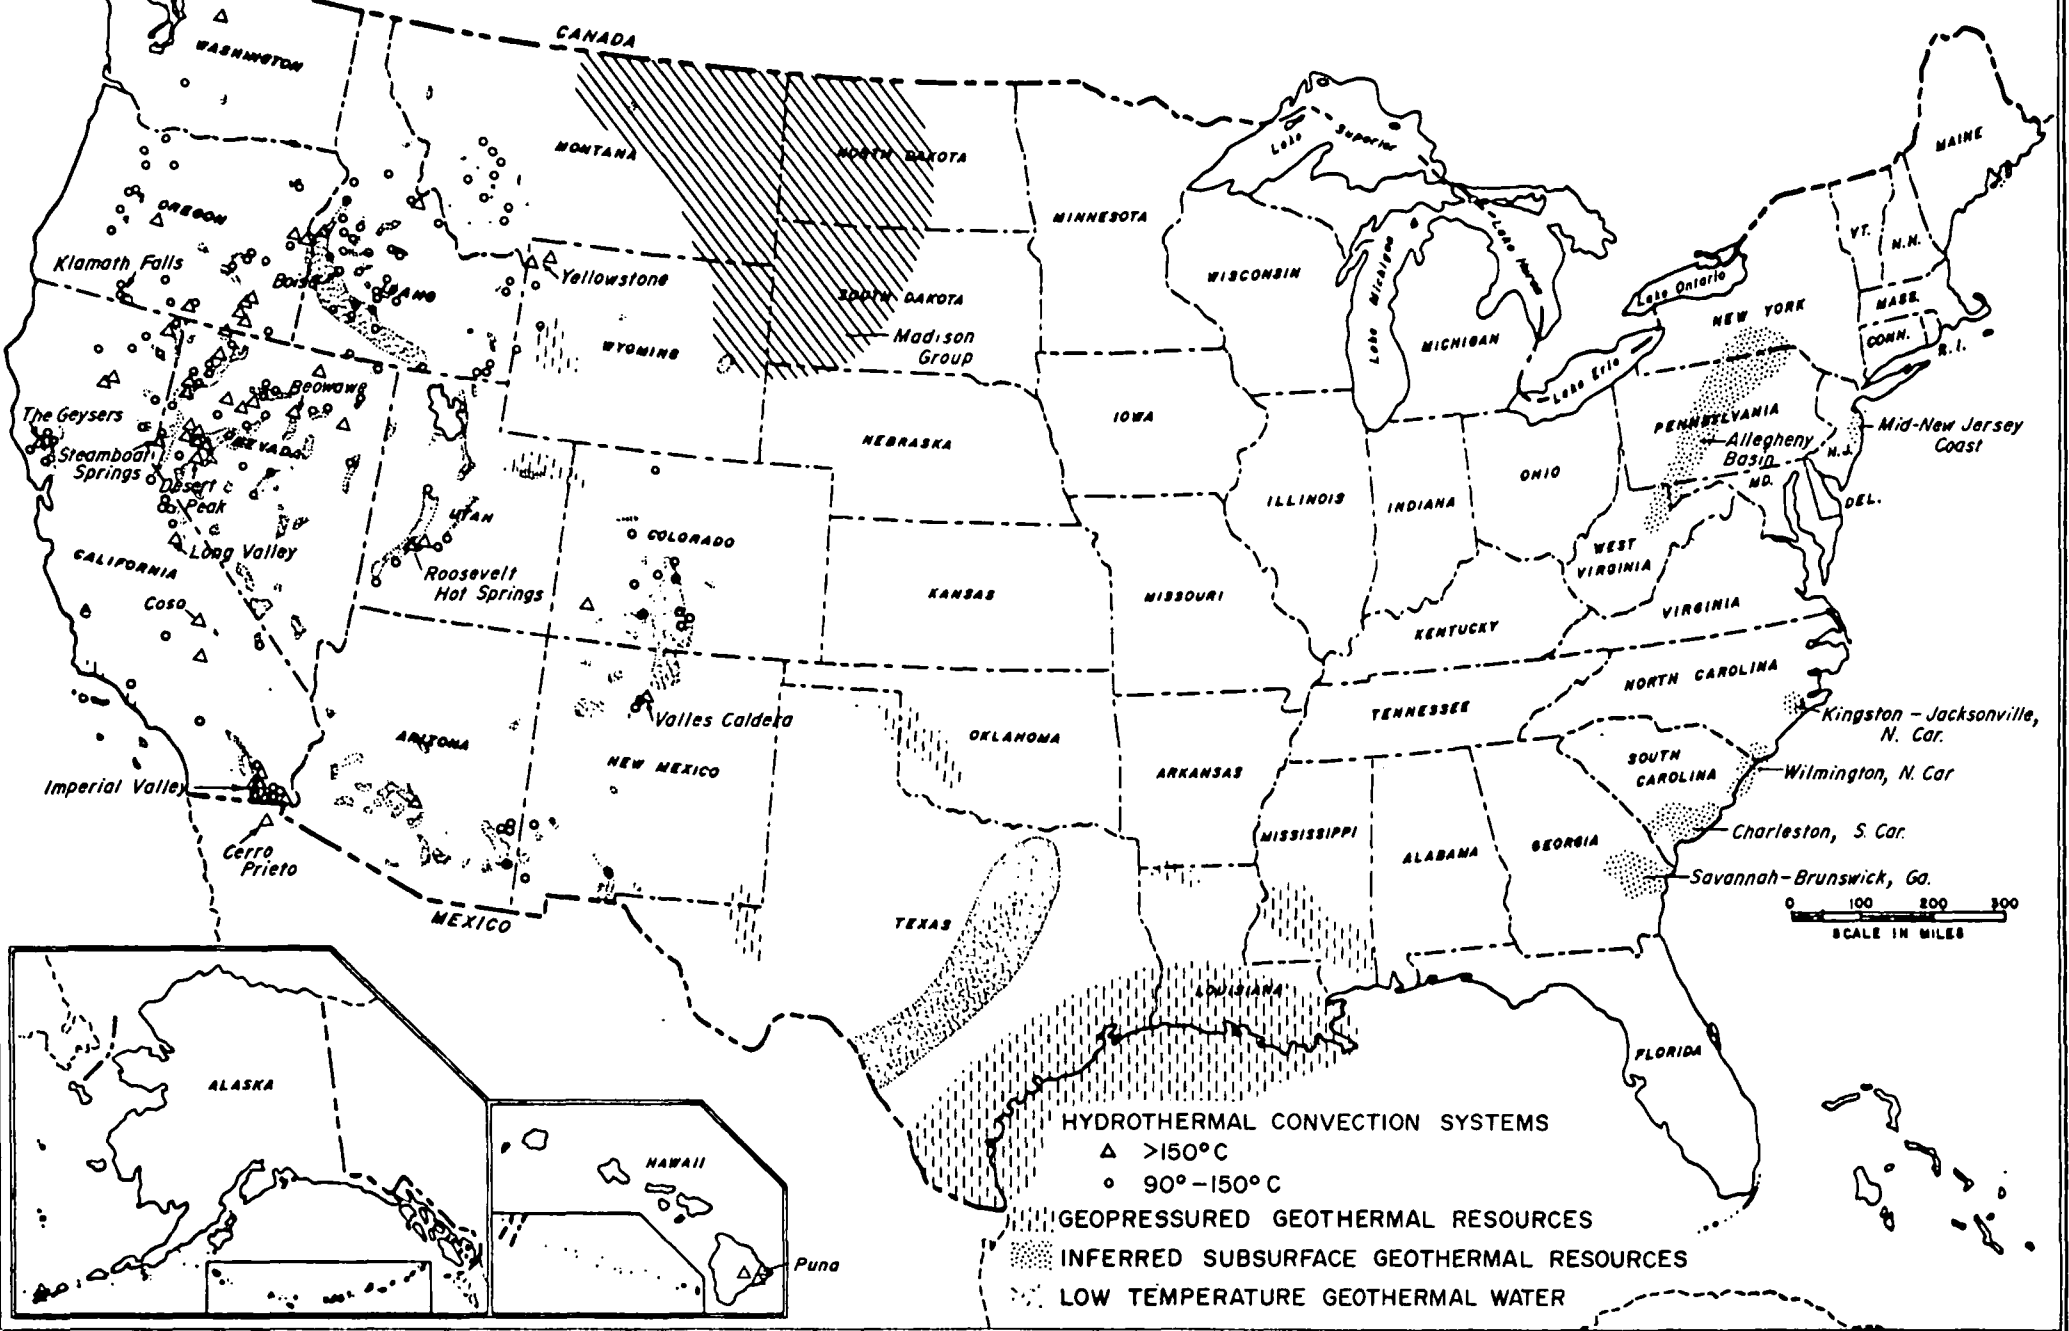 CANADA
WASHINGTON
MONTANA
NORTH DAKOTA
MINNESOTA
Lake Superior
MAINE
OREGON
Klamath Falls
Boise
IDAHO
Yellowstone
WYOMING
SOUTH DAKOTA
Madison
Group
WISCONSIN
Lake Michigan
Lake Huron
MICHIGAN
Lake Ontario
Lake Erie
NEW YORK
VT.
N.H.
MASS.
CONN.
R.I.
The Geysers
Beowawe
NEVADA
Steamboat
Springs
Desert
Peak
Long Valley
CALIFORNIA
Coso
UTAH
Roosevelt
Hot Springs
COLORADO
NEBRASKA
IOWA
ILLINOIS
INDIANA
OHIO
PENNSYLVANIA
Allegheny
Basin
N.J.
Mid-New Jersey
Coast
MD.
DEL.
WEST
VIRGINIA
VIRGINIA
KANSAS
MISSOURI
KENTUCKY
Imperial Valley
Cerro
Prieto
ARIZONA
NEW MEXICO
Valles Caldera
OKLAHOMA
ARKANSAS
TENNESSEE
NORTH CAROLINA
Kingston - Jacksonville,
N. Car.
SOUTH
CAROLINA
Wilmington, N. Car
Charleston, S. Car.
MISSISSIPPI
ALABAMA
GEORGIA
Savannah-Brunswick, Ga.
0 100 200 300
SCALE IN MILES
MEXICO
TEXAS
LOUISIANA
FLORIDA
ALASKA
HAWAII
Puna
HYDROTHERMAL CONVECTION SYSTEMS
>150°C
90°-150°C
GEOPRESSURED GEOTHERMAL RESOURCES
INFERRED SUBSURFACE GEOTHERMAL RESOURCES
LOW TEMPERATURE GEOTHERMAL WATER